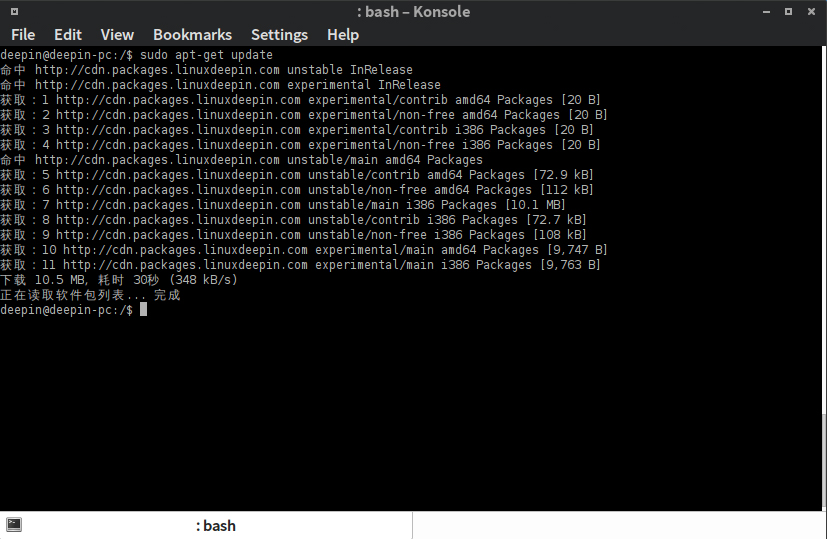 : bash – Konsole
File Edit View Bookmarks Settings Help
deepin@deepin-pc:/$ sudo apt-get update
命中 http://cdn.packages.linuxdeepin.com unstable InRelease
命中 http://cdn.packages.linuxdeepin.com experimental InRelease
获取：1 http://cdn.packages.linuxdeepin.com experimental/contrib amd64 Packages [20 B]
获取：2 http://cdn.packages.linuxdeepin.com experimental/non-free amd64 Packages [20 B]
获取：3 http://cdn.packages.linuxdeepin.com experimental/contrib i386 Packages [20 B]
获取：4 http://cdn.packages.linuxdeepin.com experimental/non-free i386 Packages [20 B]
命中 http://cdn.packages.linuxdeepin.com unstable/main amd64 Packages
获取：5 http://cdn.packages.linuxdeepin.com unstable/contrib amd64 Packages [72.9 kB]
获取：6 http://cdn.packages.linuxdeepin.com unstable/non-free amd64 Packages [112 kB]
获取：7 http://cdn.packages.linuxdeepin.com unstable/main i386 Packages [10.1 MB]
获取：8 http://cdn.packages.linuxdeepin.com unstable/contrib i386 Packages [72.7 kB]
获取：9 http://cdn.packages.linuxdeepin.com unstable/non-free i386 Packages [108 kB]
获取：10 http://cdn.packages.linuxdeepin.com experimental/main amd64 Packages [9,747 B]
获取：11 http://cdn.packages.linuxdeepin.com experimental/main i386 Packages [9,763 B]
下载 10.5 MB, 耗时 30秒 (348 kB/s)
正在读取软件包列表... 完成
deepin@deepin-pc:/$
: bash